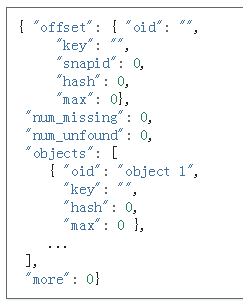 { "offset": { "oid": "",
"key": "",
"snapid": 0,
"hash": 0,
"max": 0},
"num_missing": 0,
"num_unfound": 0,
"objects": [
{ "oid": "object 1",
"key": "",
"hash": 0,
"max": 0 },
...
],
"more": 0}